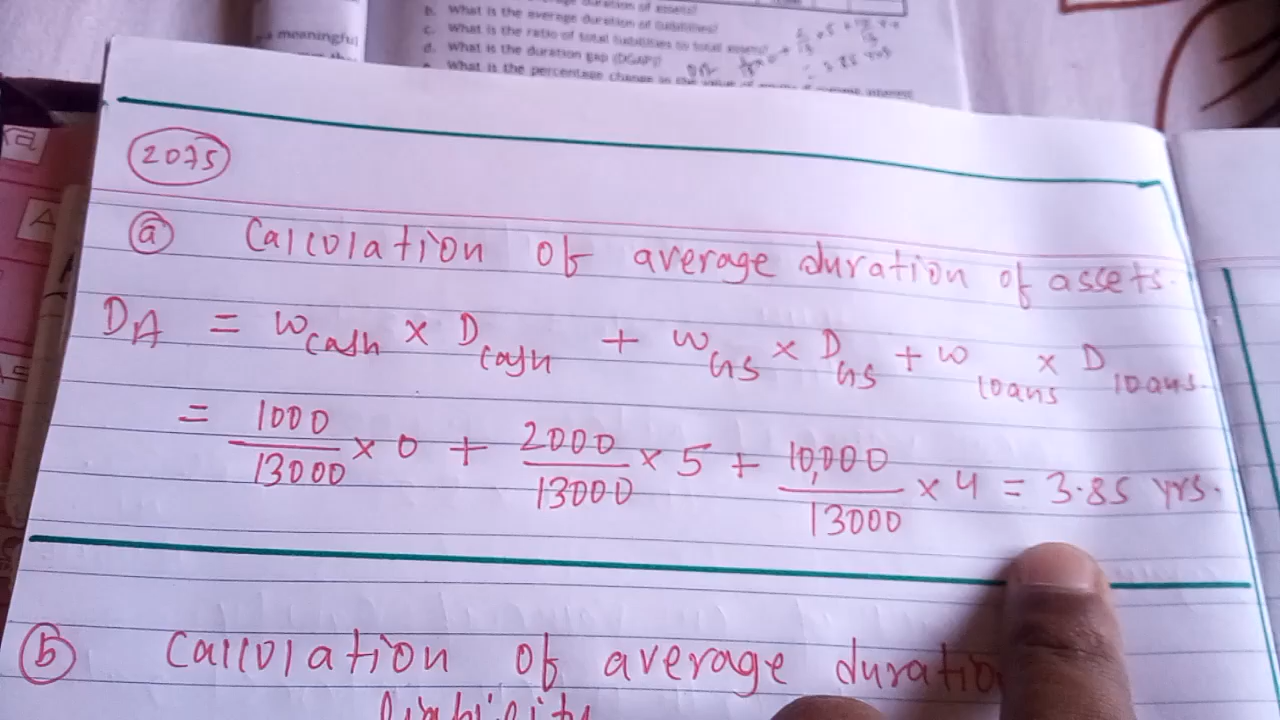 meaningful
b. What is the average duration of liabilities?
c. What is the ratio of total liabilities to total assets?
d. What is the duration gap (DGAP)?
What is the percentage change in the value of
2075
(a) Calculation of average duration of assets.
DA = Wcash × Dcash + WGS × DGS + Wloans × Dloans.
= 1000/13000 × 0 + 2000/13000 × 5 + 10,000/13000 × 4 = 3.85 yrs.
(b) Calculation of average duratio